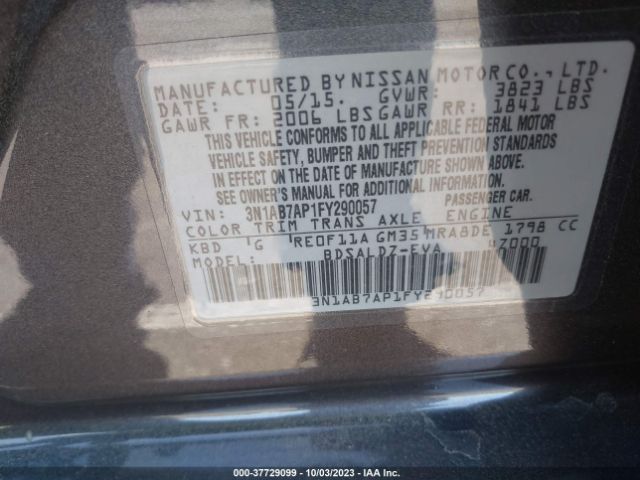 MANUFACTURED BY NISSAN MOTOR CO., LTD.
DATE: 05/15. GVWR: 3823 LBS
GAWR FR: 2006 LBS GAWR RR: 1841 LBS
THIS VEHICLE CONFORMS TO ALL APPLICABLE FEDERAL MOTOR
VEHICLE SAFETY, BUMPER AND THEFT PREVENTION STANDARDS
IN EFFECT ON THE DATE OF MANUFACTURE SHOWN ABOVE.
SEE OWNER'S MANUAL FOR ADDITIONAL INFORMATION.
VIN: 3N1AB7AP1FY290057 PASSENGER CAR.
COLOR TRIM TRANS AXLE ENGINE
KBD G RE0F11A GM35 MRA8DE 1798 CC
MODEL: BDSALDZ-EVA 47000
3N1AB7AP1FY290057
000-37729099 | 10/03/2023 | IAA Inc.